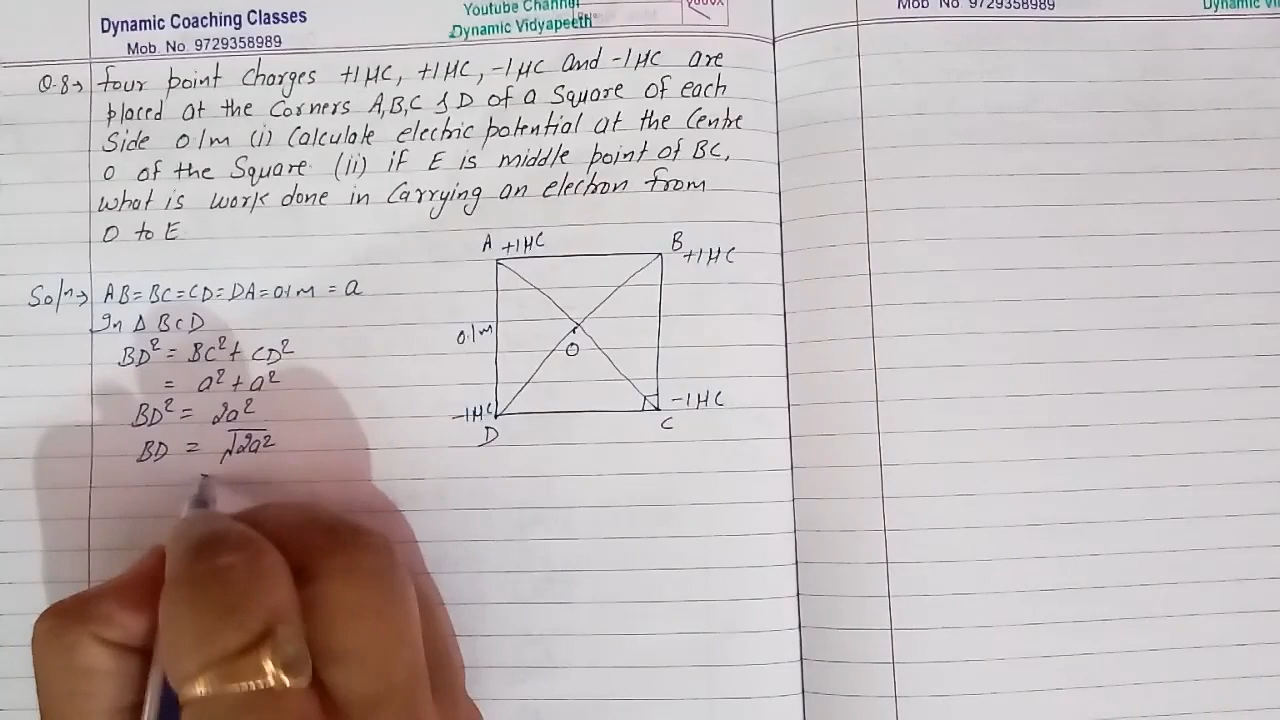 Dynamic Coaching Classes
Mob. No. 9729358989
Youtube Channel
Dynamic Vidyapeeth
Mob No. 9729358989
Q.8→ four point Charges +1μC, +1μC, -1μC and -1μC are
placed at the Corners A,B,C & D of a Square of each
Side 0.1m (i) Calculate electric potential at the Centre
O of the Square. (ii) if E is middle point of BC,
what is work done in Carrying an electron from
O to E
A +1μC
B
+1μC
0.1m
O
-1μC
D
-1μC
C
Soln→ AB = BC = CD = DA = 0.1m = a
In Δ BCD
BD² = BC² + CD²
= a² + a²
BD² = 2a²
BD = √2a²